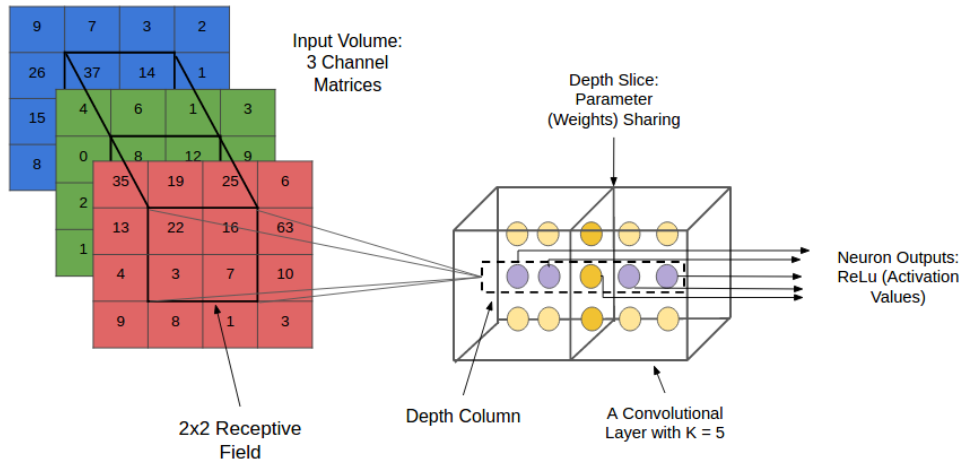 9 7 3 2
26 37 14 1
15
8
4 6 1 3
0 8 12 9
2
1
35 19 25 6
13 22 16 63
4 3 7 10
9 8 1 3
Input Volume:
3 Channel
Matrices
2x2 Receptive
Field
Depth Slice:
Parameter
(Weights) Sharing
Depth Column
A Convolutional
Layer with K = 5
Neuron Outputs:
ReLu (Activation
Values)